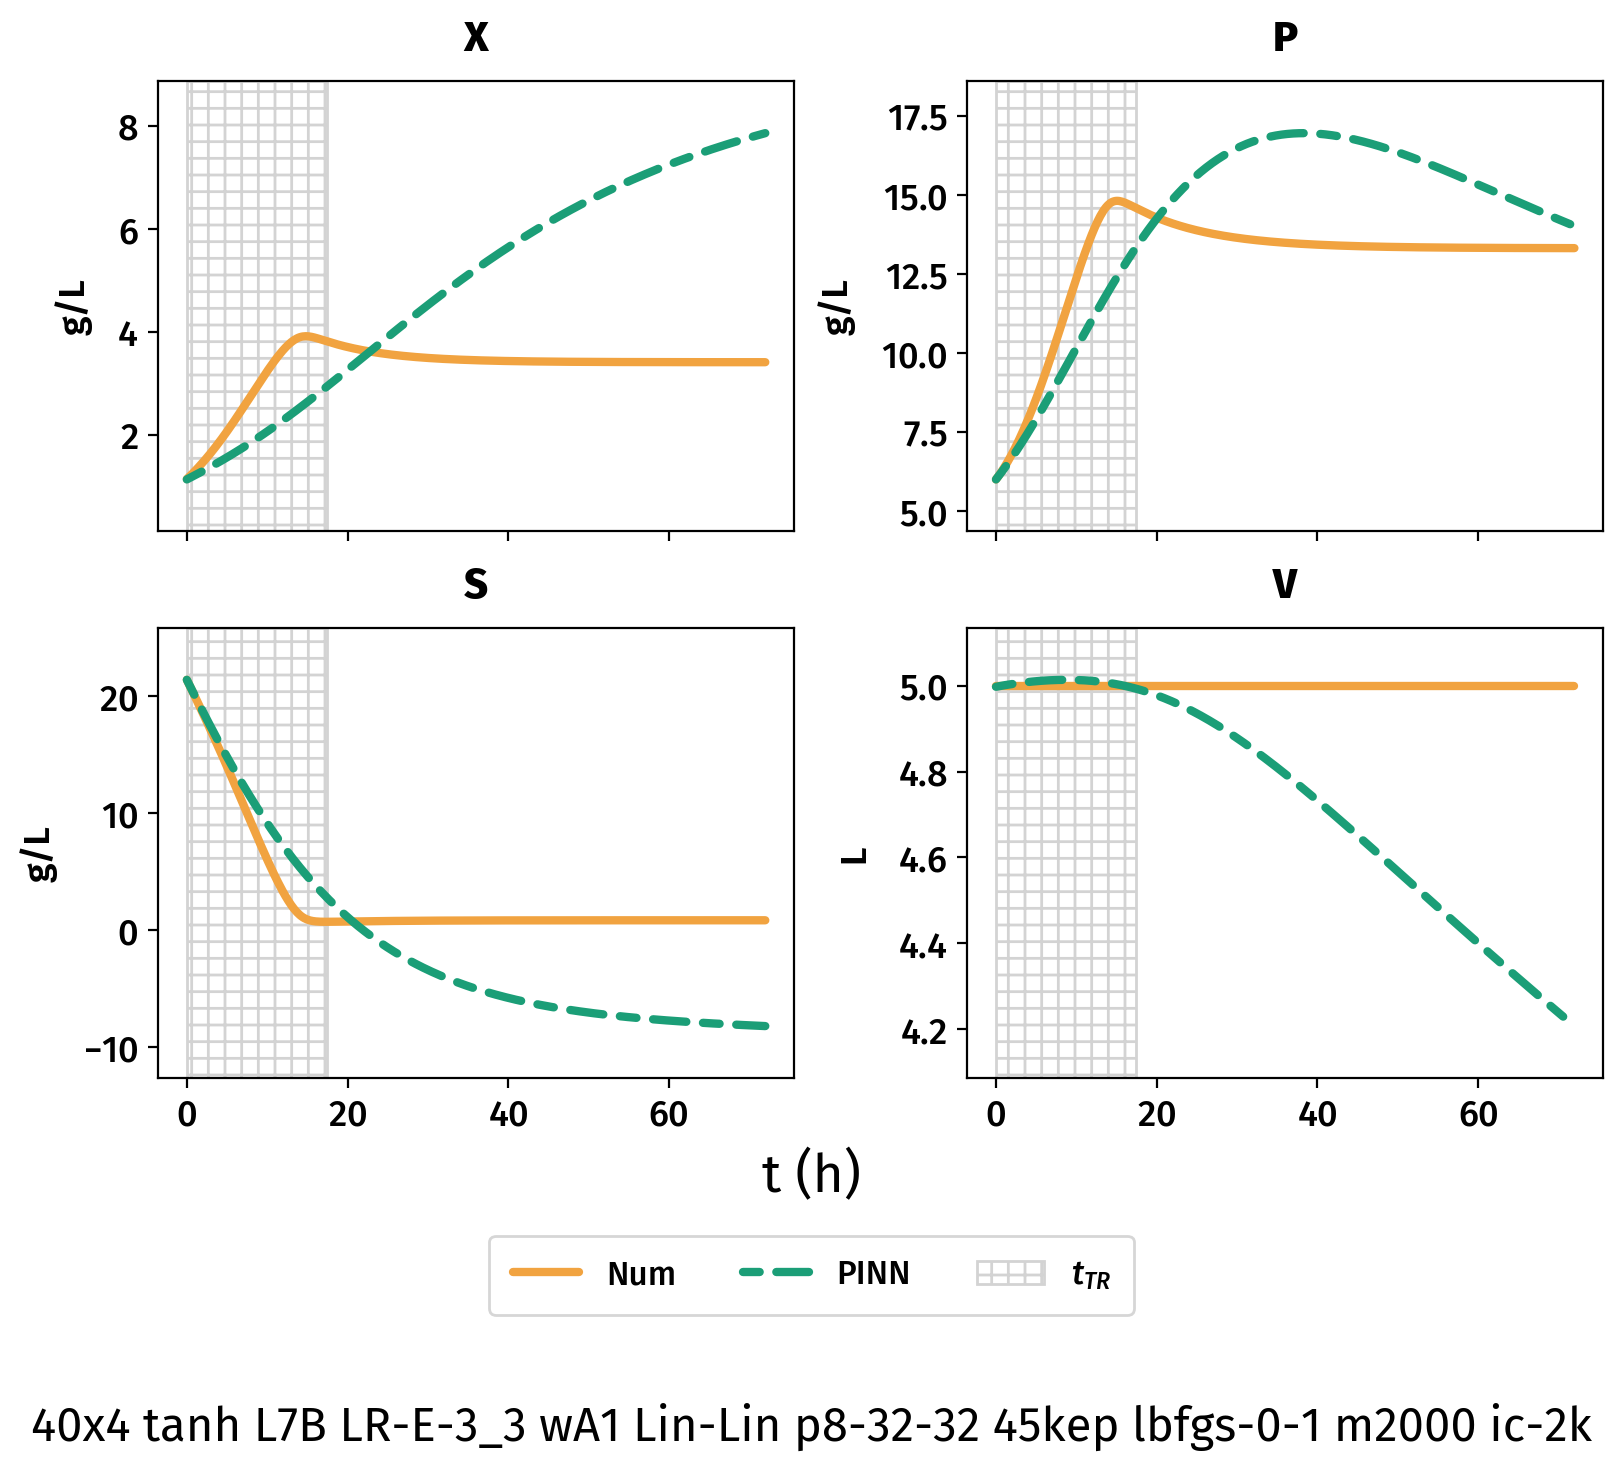 X
8
6
4
2
g/L
P
17.5
15.0
12.5
10.0
7.5
5.0
g/L
S
20
10
0
−10
g/L
0 20 40 60
V
5.0
4.8
4.6
4.4
4.2
L
0 20 40 60
t (h)
Num PINN tTR
40x4 tanh L7B LR-E-3_3 wA1 Lin-Lin p8-32-32 45kep lbfgs-0-1 m2000 ic-2k